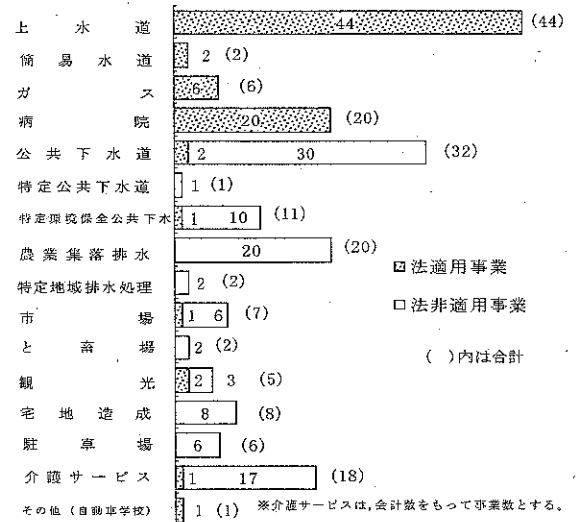 上水道 44 (44)
簡易水道 2 (2)
ガス 6 (6)
病院 20 (20)
公共下水道 2 30 (32)
特定公共下水道 1 (1)
特定環境保全公共下水 1 10 (11)
農業集落排水 20 (20)
特定地域排水処理 2 (2)
市場 1 6 (7)
と畜場 2 (2)
観光 2 3 (5)
宅地造成 8 (8)
駐車場 6 (6)
介護サービス 1 17 (18)
その他(自動車学校) 1 (1)
法適用事業
法非適用事業
( )内は合計
※介護サービスは,会計数をもって事業数とする。